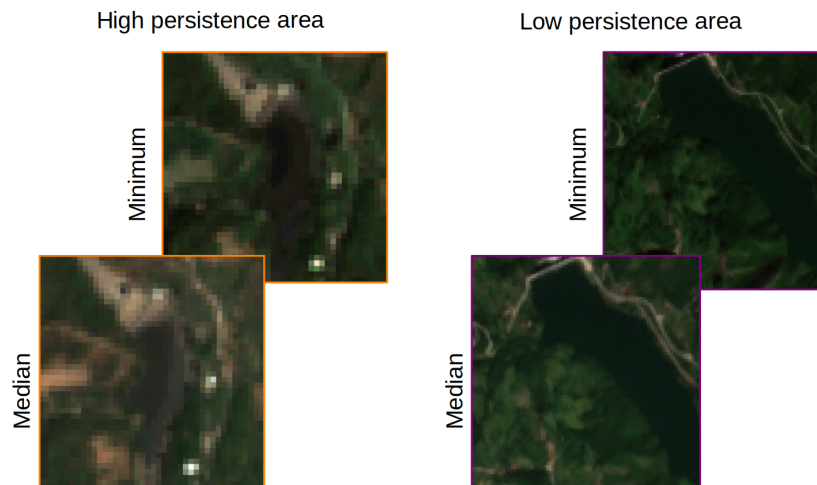 High persistence area
Low persistence area
Minimum
Minimum
Median
Median